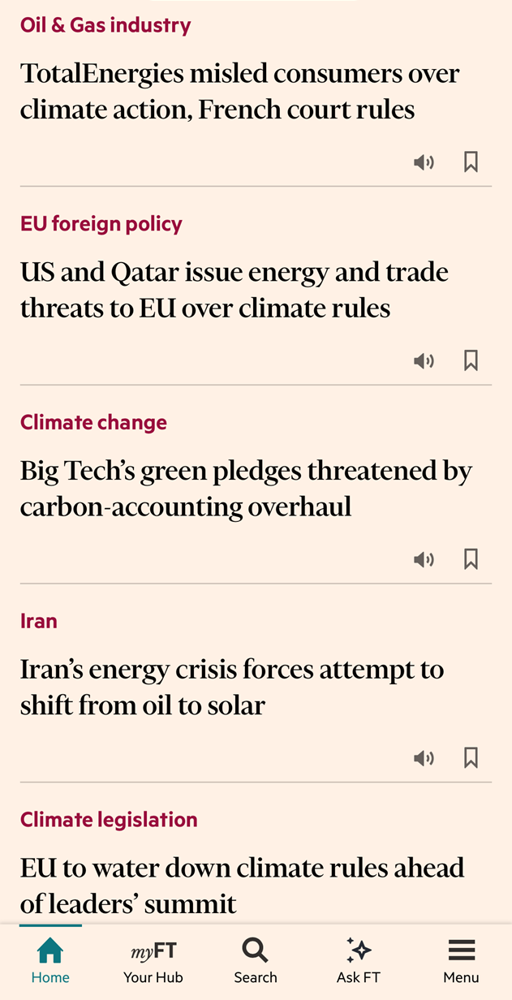 Oil & Gas industry
TotalEnergies misled consumers over
climate action, French court rules
EU foreign policy
US and Qatar issue energy and trade
threats to EU over climate rules
Climate change
Big Tech’s green pledges threatened by
carbon-accounting overhaul
Iran
Iran’s energy crisis forces attempt to
shift from oil to solar
Climate legislation
EU to water down climate rules ahead
of leaders’ summit
myFT
Home
Your Hub
Search
Ask FT
Menu